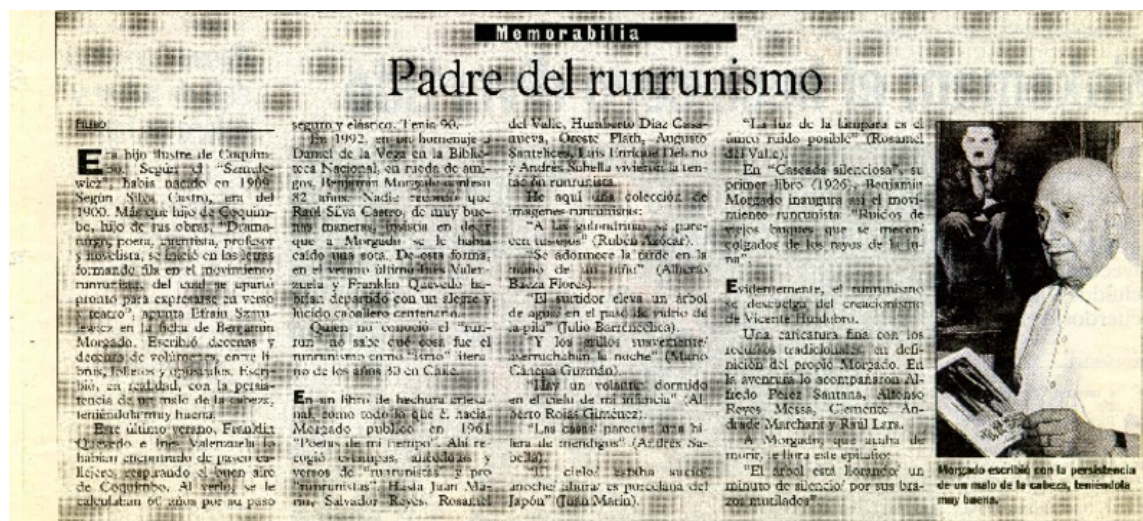 Memorabilia
Padre del runrunismo
FILEBO
Era hijo ilustre de Coquim-
bo. Según el "Szmule-
wicz", había nacido en 1909.
Según Silva Castro, era del
1900. Más que hijo de Coquim-
bo, hijo de sus obras. "Drama-
turgo, poeta, cuentista, profesor
y novelista, se inició en las letras
formando fila en el movimiento
runrunista, del cual se apartó
pronto para expresarse en verso
y teatro", apunta Efraín Szmu-
lewicz en la ficha de Benjamín
Morgado. Escribió decenas y
decenas de volúmenes, entre li-
bros, folletos y opúsculos. Escri-
bió, en realidad, con la persis-
tencia de un malo de la cabeza,
teniéndola muy buena.
Este último verano, Franklin
Quevedo e Inés Valenzuela lo
habían encontrado de paseo ca-
llejero, respirando el buen aire
de Coquimbo. Al verlo, se le
calculaban 60 años por su paso
seguro y elástico. Tenía 90.
En 1992, en un homenaje a
Daniel de la Vega en la Biblio-
teca Nacional, en rueda de ami-
gos, Benjamín Morgado confesó
82 años. Nadie recordó que
Raúl Silva Castro, de muy bue-
nas maneras, insistía en decir
que a Morgado se le había
caído una sota. De esta forma,
en el verano último Inés Valen-
zuela y Franklin Quevedo ha-
brían departido con un alegre y
lúcido caballero centenario.
Quien no conoció el "run-
run" no sabe qué cosa fue el
runrunismo como "ismo" litera-
rio de los años 30 en Chile.
En un libro de hechura artesa-
nal, como todo lo que él hacía,
Morgado publicó en 1961
"Poetas de mi tiempo". Ahí re-
cogió estampas, anécdotas y
versos de "runrunistas" y pro
"runrunistas". Hasta Juan Ma-
rín, Salvador Reyes, Rosamel
del Valle, Humberto Díaz Casa-
nueva, Oreste Plath, Augusto
Santelices, Luis Enrique Délano
y Andrés Sabella vivieron la ten-
tación runrunista.
He aquí una colección de
imágenes runrunistas:
"A las golondrinas se pare-
cen tus ojos" (Rubén Azócar).
"Se adormece la tarde en la
mano de un niño" (Alberto
Baeza Flores).
"El surtidor eleva un árbol
de agua en el patio de vidrio de
la pila" (Julio Barrenechea).
"Y los grillos suavemente/
serruchaban la noche" (Mario
Cánepa Guzmán).
"Hay un volantín dormido
en el cielo de mi infancia" (Al-
berto Rojas Giménez).
"Las casas/ parecían una hi-
lera de mendigos" (Andrés Sa-
bella).
"El cielo/ estaba sucio/
anoche/ ahora/ es porcelana del
Japón" (Juan Marín).
"La luz de la lámpara es el
único ruido posible" (Rosamel
del Valle).
En "Cascada silenciosa", su
primer libro (1926), Benjamín
Morgado inaugura así el movi-
miento runrunista: "Ruidos de
viejos buques que se mecen/
colgados de los rayos de la lu-
na".
Evidentemente, el runrunismo
se descuelga del creacionismo
de Vicente Huidobro.
Una caricatura fina con los
recursos tradicionales, en defi-
nición del propio Morgado. En
la aventura lo acompañaron Al-
fredo Pérez Santana, Alfonso
Reyes Messa, Clemente An-
drade Marchant y Raúl Lara.
A Morgado, que acaba de
morir, le llora este epitafio:
"El árbol está llorando/ un
minuto de silencio/ por sus bra-
zos mutilados".
Morgado escribió con la persistencia
de un malo de la cabeza, teniéndola
muy buena.